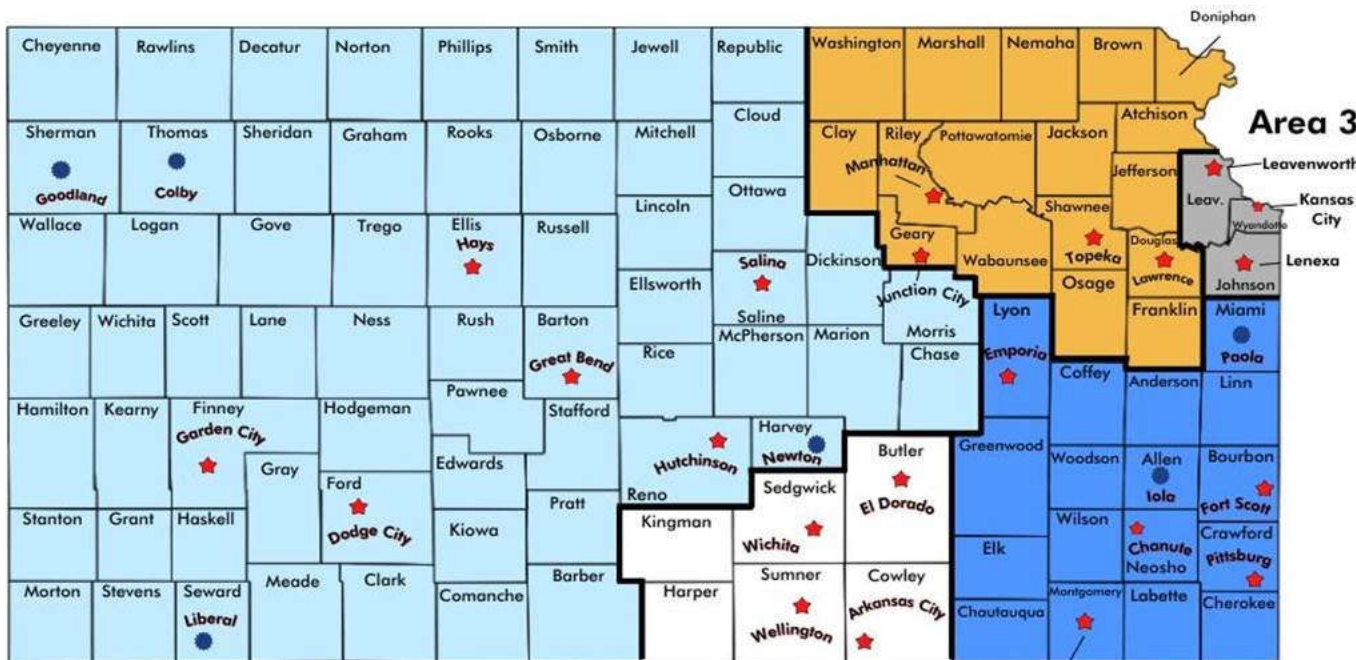 Doniphan
Cheyenne
Rawlins
Decatur
Norton
Phillips
Smith
Jewell
Republic
Washington
Marshall
Nemaha
Brown
Cloud
Atchison
Area 3
Sherman
Thomas
Sheridan
Graham
Rooks
Osborne
Mitchell
Clay
Riley
Pottawatomie
Jackson
Goodland
Colby
Manhattan
Jefferson
Leavenworth
Ottawa
Leav.
Kansas
City
Wallace
Logan
Gove
Trego
Ellis
Hays
Russell
Lincoln
Shawnee
Wyandotte
Geary
Douglas
Salina
Dickinson
Wabaunsee
Topeka
Lawrence
Lenexa
Ellsworth
Junction City
Osage
Johnson
Greeley
Wichita
Scott
Lane
Ness
Rush
Barton
Saline
Lyon
Franklin
Miami
Great Bend
Rice
McPherson
Marion
Morris
Chase
Emporia
Paola
Pawnee
Coffey
Anderson
Linn
Hamilton
Kearny
Finney
Garden City
Hodgeman
Stafford
Harvey
Newton
Hutchinson
Butler
Greenwood
Woodson
Allen
Iola
Bourbon
Fort Scott
Gray
Edwards
Ford
Dodge City
Reno
Sedgwick
El Dorado
Pratt
Stanton
Grant
Haskell
Kiowa
Kingman
Wichita
Wilson
Chanute
Neosho
Crawford
Pittsburg
Elk
Morton
Stevens
Seward
Liberal
Meade
Clark
Comanche
Barber
Harper
Sumner
Wellington
Cowley
Arkansas City
Chautauqua
Montgomery
Labette
Cherokee